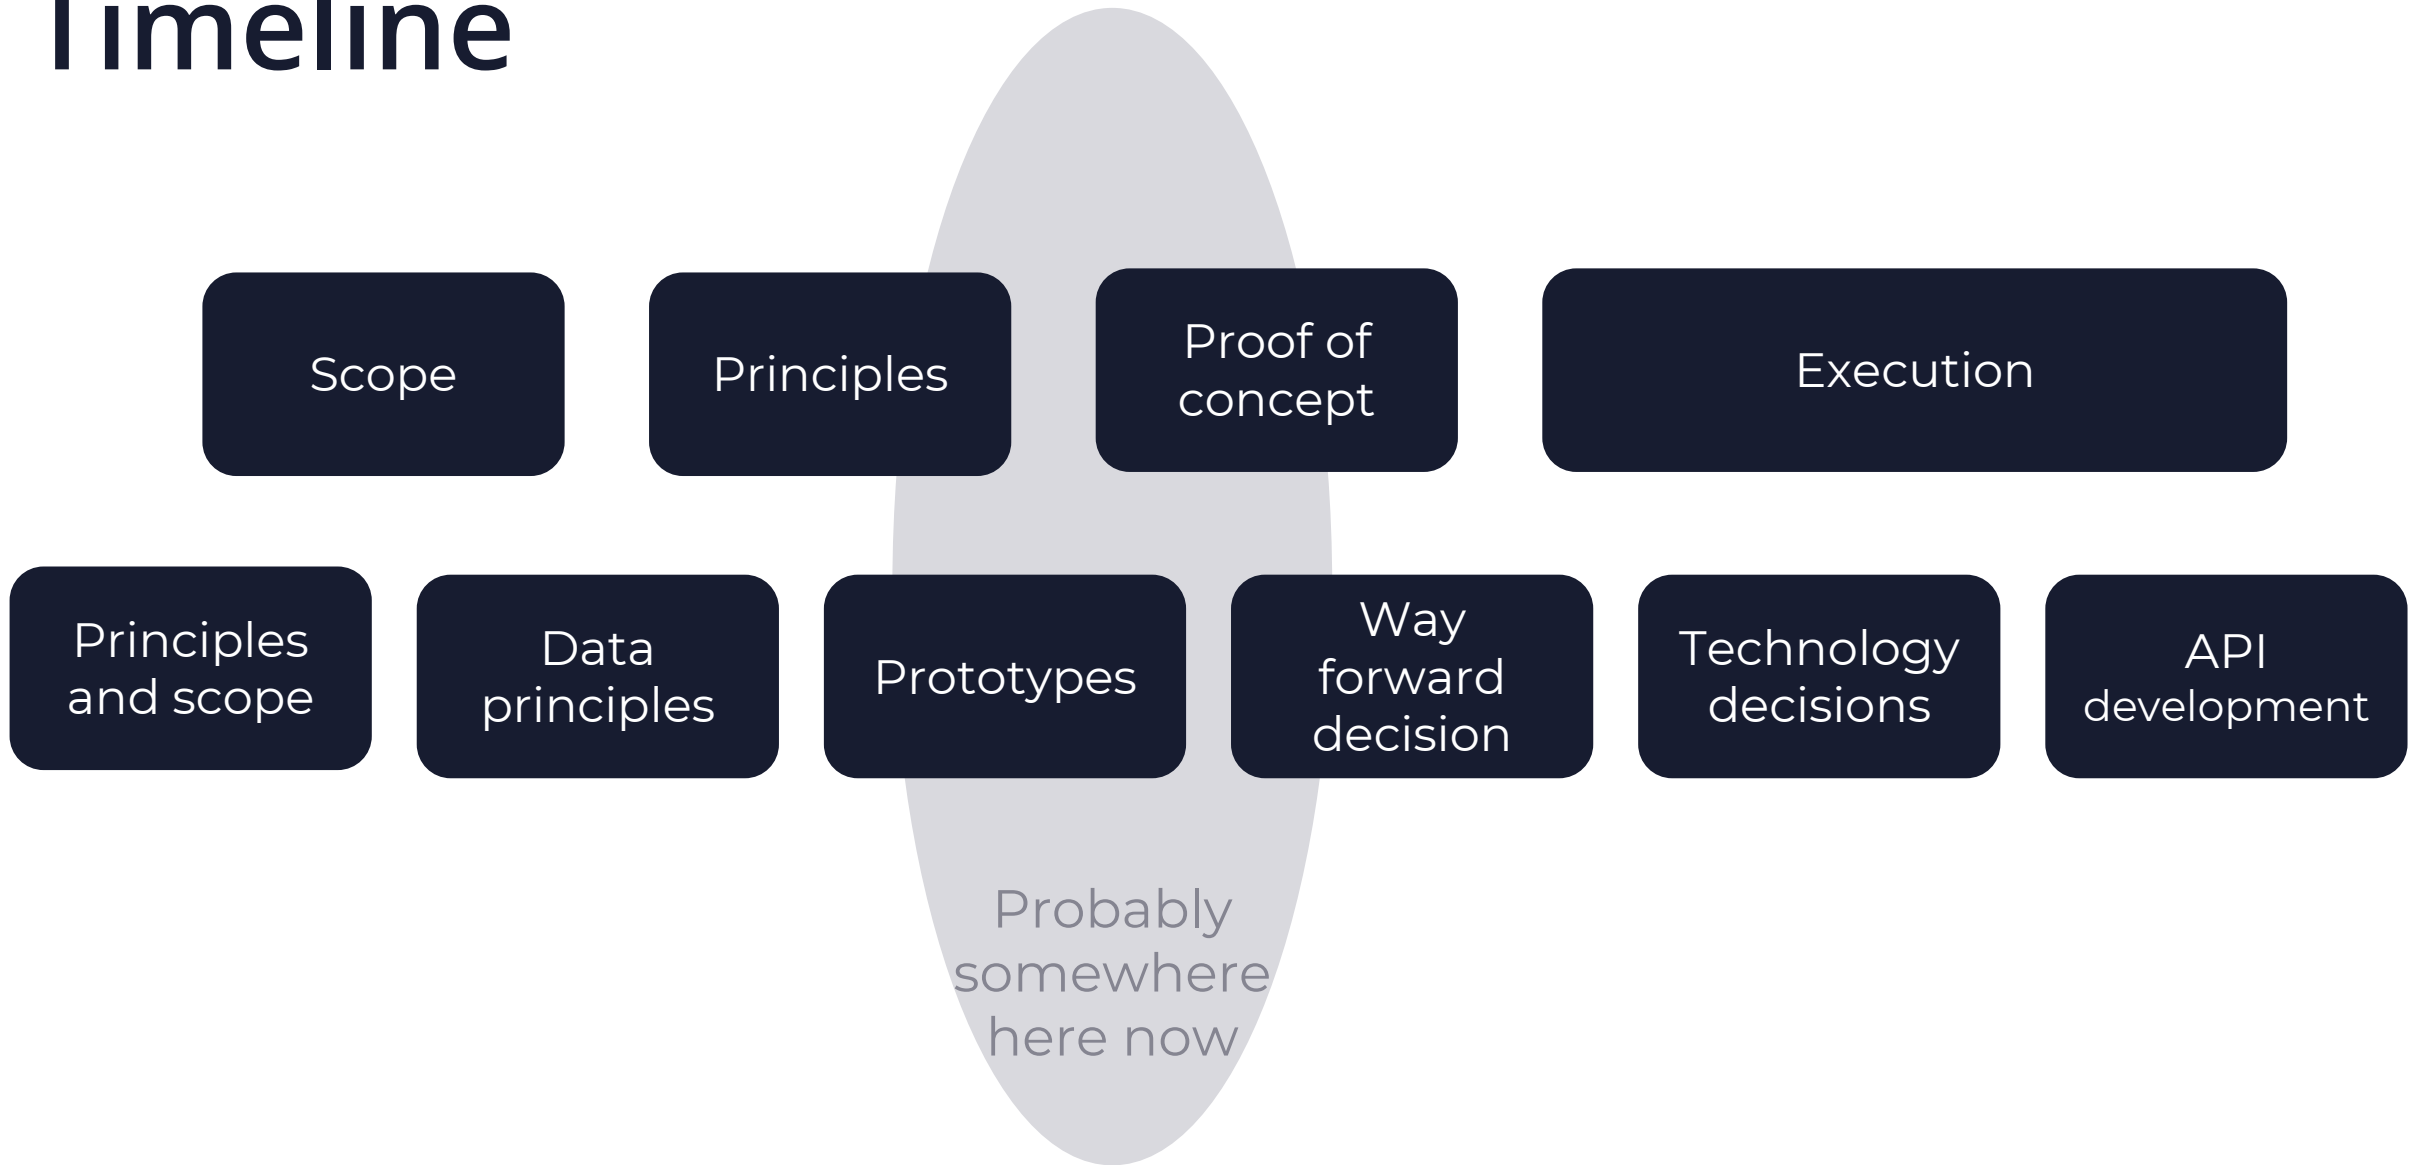 Timeline
Scope
Principles
Proof of
concept
Execution
Principles
and scope
Data
principles
Prototypes
Way
forward
decision
Technology
decisions
API
development
Probably
somewhere
here now